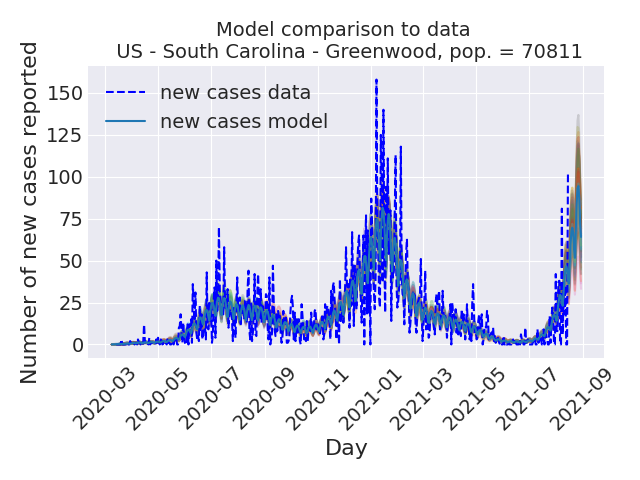 Model comparison to data
US - South Carolina - Greenwood, pop. = 70811
Number of new cases reported
150
125
100
75
50
25
0
new cases data
new cases model
2020-03
2020-05
2020-07
2020-09
2020-11
2021-01
2021-03
2021-05
2021-07
2021-09
Day